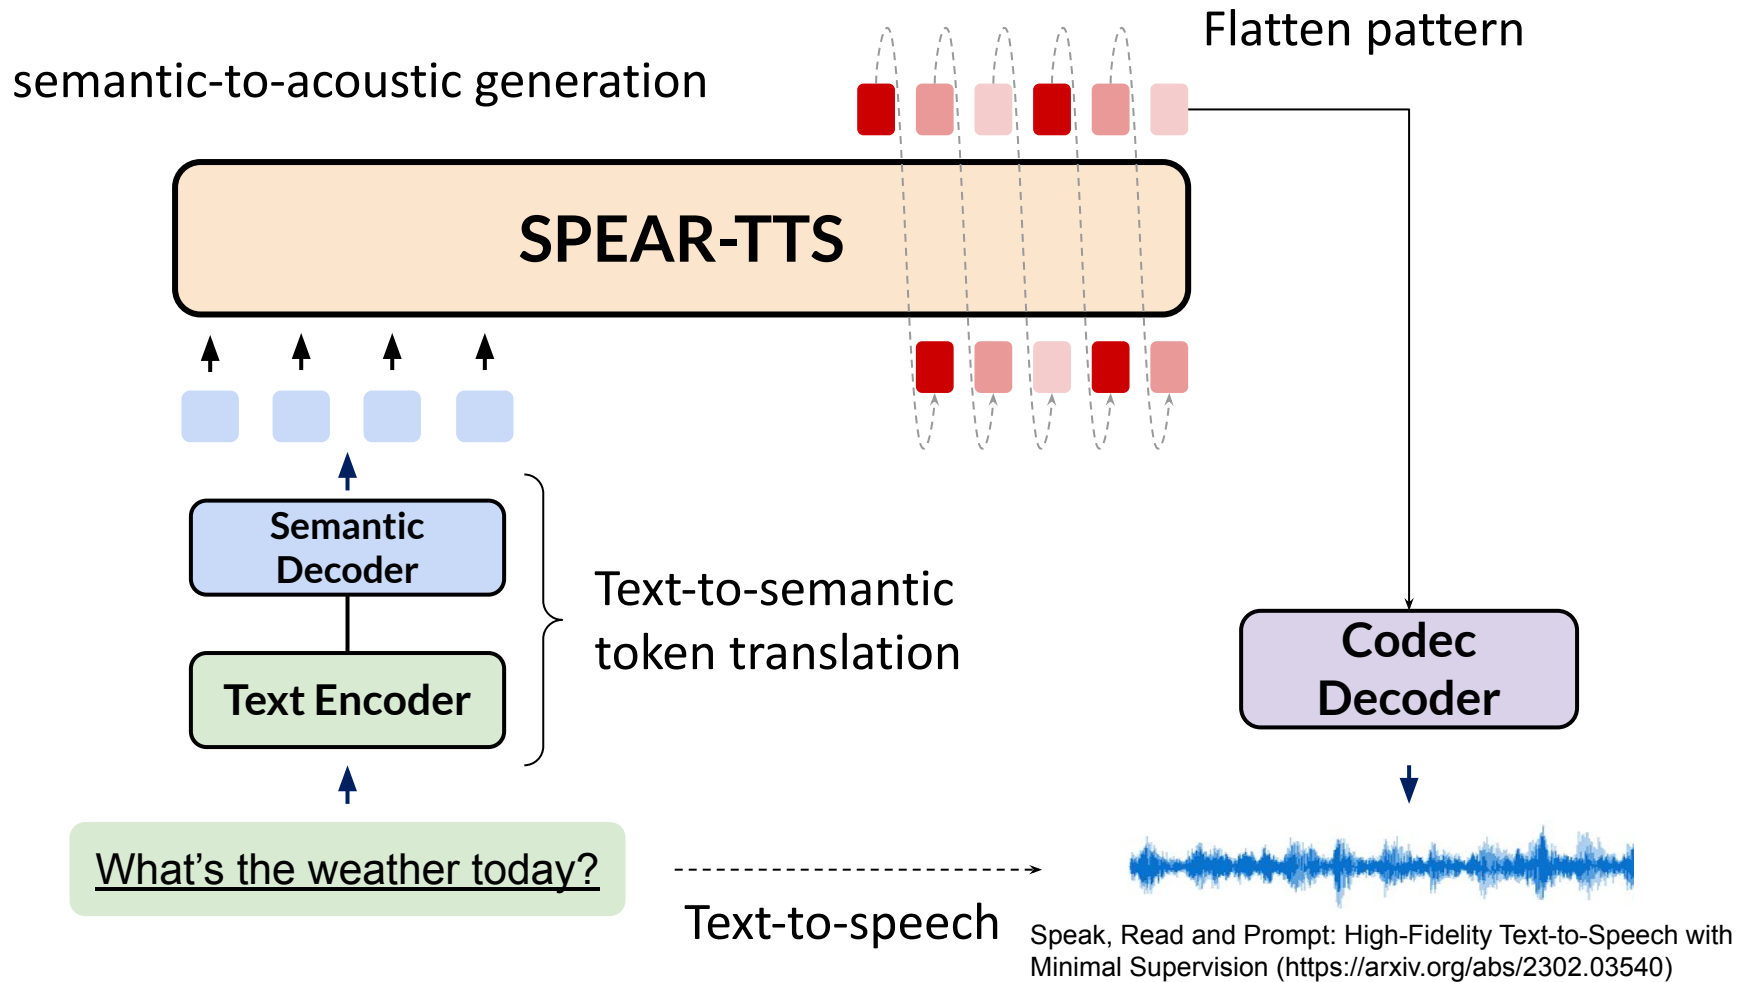 Flatten pattern
semantic-to-acoustic generation
SPEAR-TTS
Semantic
Decoder
Text Encoder
Text-to-semantic
token translation
Codec
Decoder
What’s the weather today?
Text-to-speech
Speak, Read and Prompt: High-Fidelity Text-to-Speech with
Minimal Supervision (https://arxiv.org/abs/2302.03540)